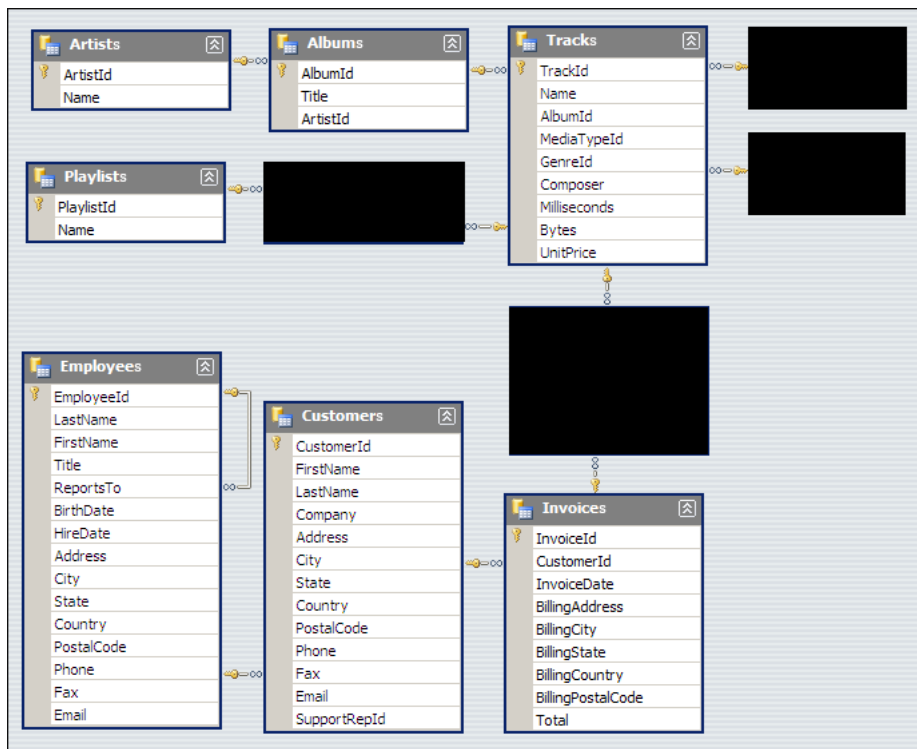 Artists
ArtistId
Name
Albums
AlbumId
Title
ArtistId
Tracks
TrackId
Name
AlbumId
MediaTypeId
GenreId
Composer
Milliseconds
Bytes
UnitPrice
Playlists
PlaylistId
Name
Employees
EmployeeId
LastName
FirstName
Title
ReportsTo
BirthDate
HireDate
Address
City
State
Country
PostalCode
Phone
Fax
Email
Customers
CustomerId
FirstName
LastName
Company
Address
City
State
Country
PostalCode
Phone
Fax
Email
SupportRepId
Invoices
InvoiceId
CustomerId
InvoiceDate
BillingAddress
BillingCity
BillingState
BillingCountry
BillingPostalCode
Total